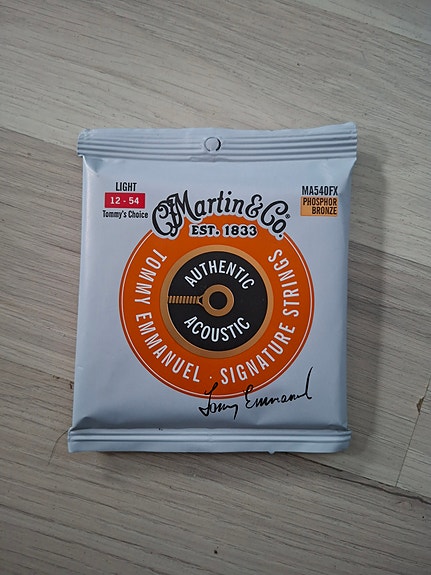 LIGHT
12 - 54
Tommy's Choice
MA540FX
PHOSPHOR
BRONZE
C.F. Martin & Co.®
EST. 1833
AUTHENTIC
ACOUSTIC
TOMMY EMMANUEL · SIGNATURE STRINGS
Tommy Emmanuel